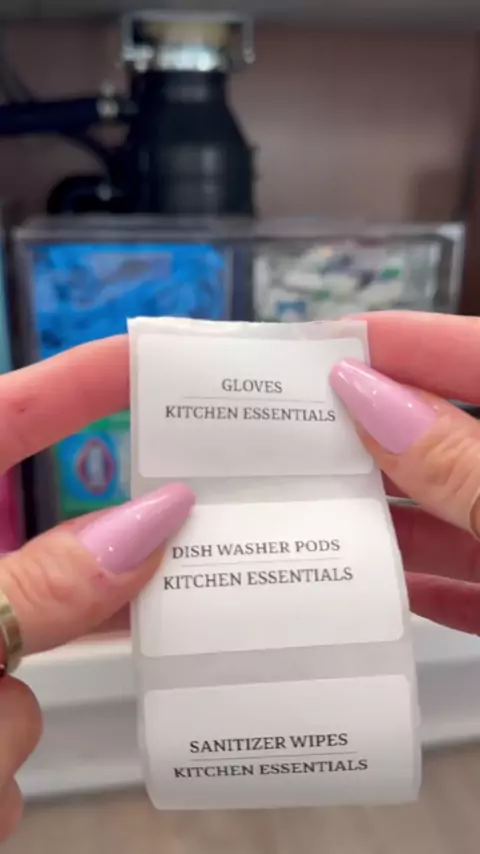 GLOVES
KITCHEN ESSENTIALS
DISH WASHER PODS
KITCHEN ESSENTIALS
SANITIZER WIPES
KITCHEN ESSENTIALS